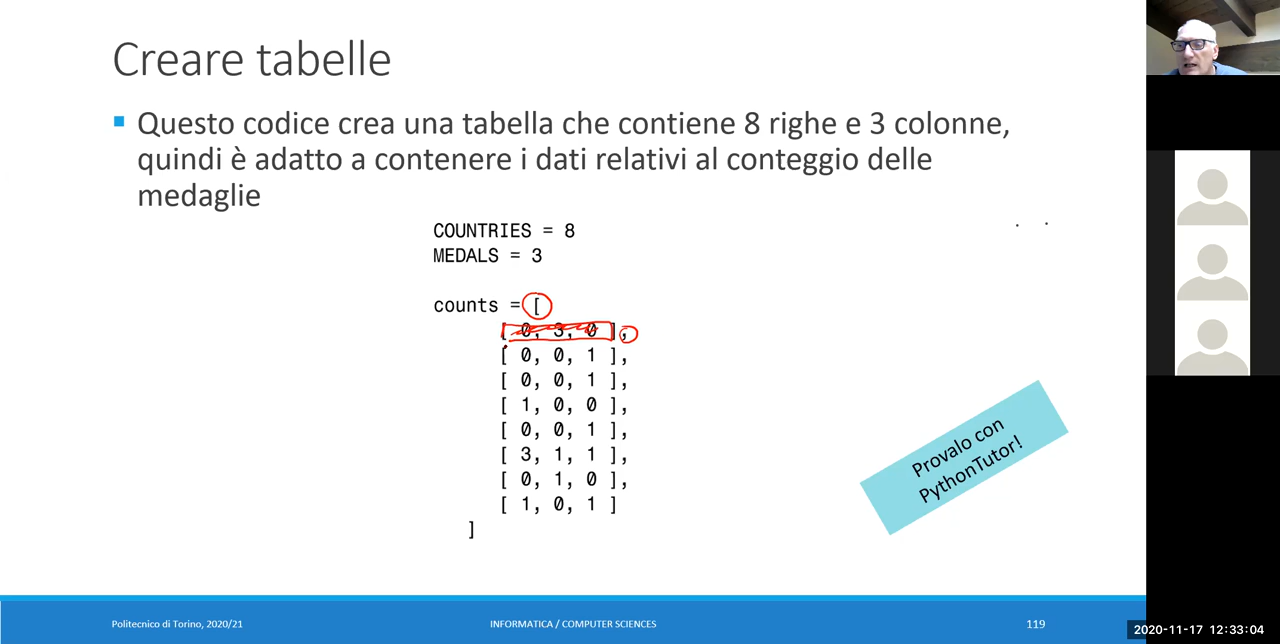 Creare tabelle
Questo codice crea una tabella che contiene 8 righe e 3 colonne,
quindi è adatto a contenere i dati relativi al conteggio delle
medaglie
COUNTRIES = 8
MEDALS = 3
counts = [
[ 0, 3, 0 ],
[ 0, 0, 1 ],
[ 0, 0, 1 ],
[ 1, 0, 0 ],
[ 0, 0, 1 ],
[ 3, 1, 1 ],
[ 0, 1, 0 ],
[ 1, 0, 1 ]
]
Provalo con
PythonTutor!
Politecnico di Torino, 2020/21
INFORMATICA / COMPUTER SCIENCES
119
2020-11-17 12:33:04